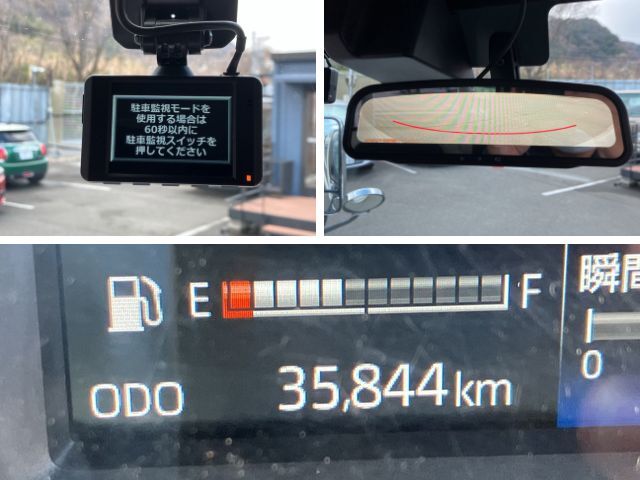 駐車監視モードを
使用する場合は
60秒以内に
駐車監視スイッチを
押してください
E F
瞬間
0
ODO 35,844km